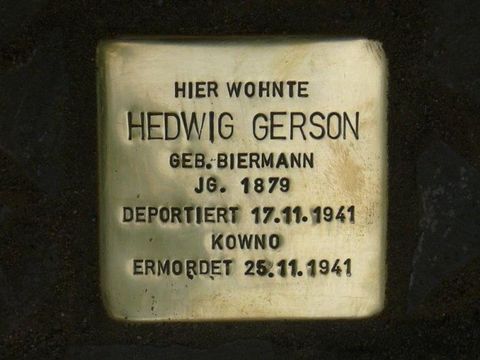 HIER WOHNTE
HEDWIG GERSON
GEB. BIERMANN
JG. 1879
DEPORTIERT 17.11.1941
KOWNO
ERMORDET 25.11.1941